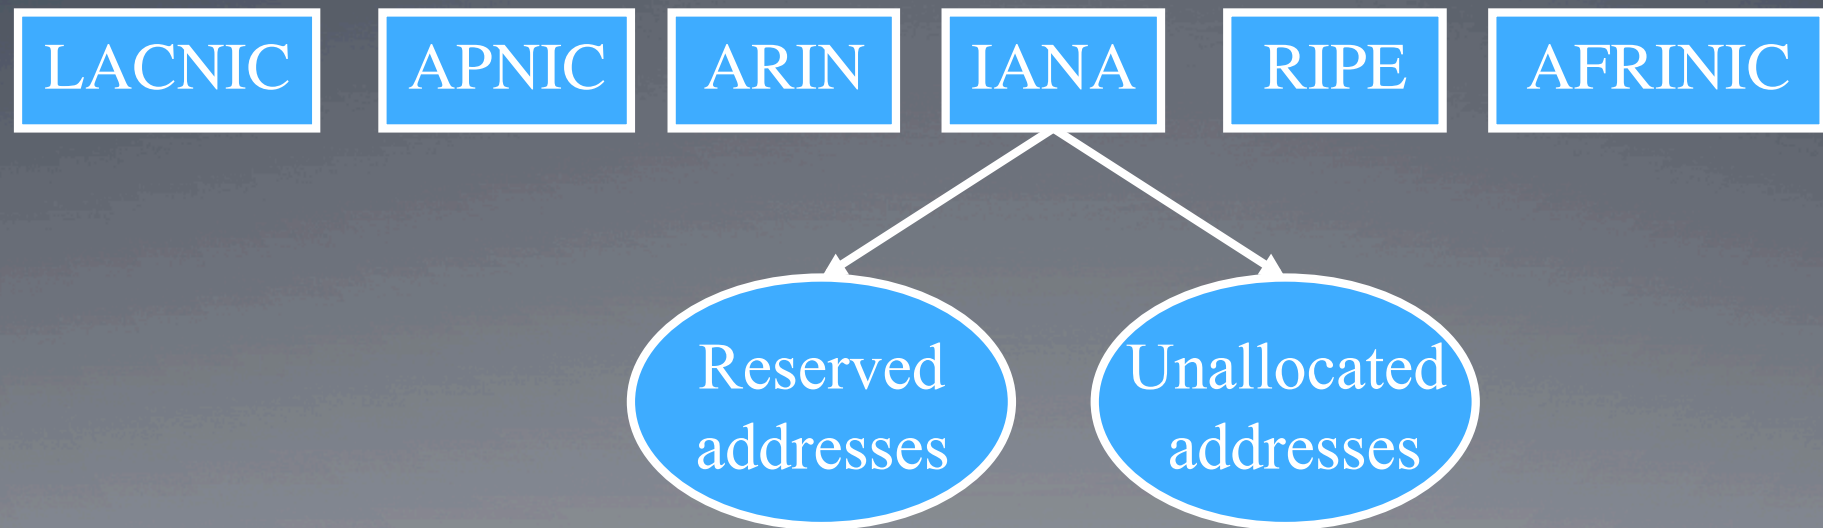 LACNIC APNIC ARIN IANA RIPE AFRINIC
Reserved
addresses
Unallocated
addresses